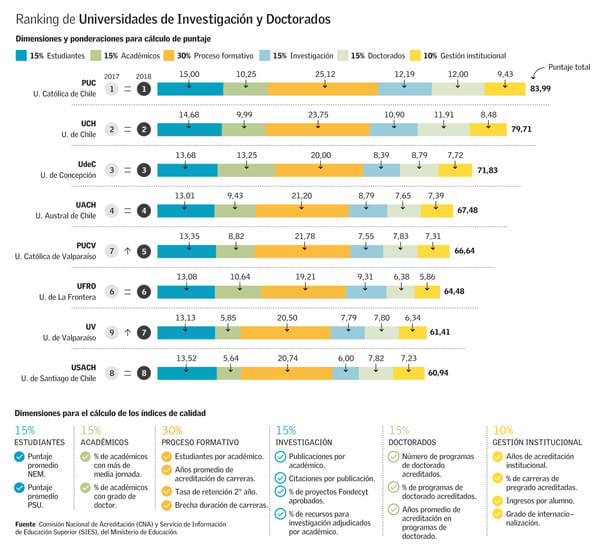 Ranking de Universidades de Investigación y Doctorados
Dimensiones y ponderaciones para cálculo de puntaje
15% Estudiantes 15% Académicos 30% Proceso formativo 15% Investigación 15% Doctorados 10% Gestión institucional
2017 2018 Puntaje total
PUC 15,00 10,25 25,12 12,19 12,00 9,43
U. Católica de Chile 1 = 1 83,99
UCH 14,68 9,99 23,75 10,90 11,91 8,48
U. de Chile 2 = 2 79,71
UdeC 13,68 13,25 20,00 8,39 8,79 7,72
U. de Concepción 3 = 3 71,83
UACH 13,01 9,43 21,20 8,79 7,65 7,39
U. Austral de Chile 4 = 4 67,48
PUCV 13,35 8,82 21,78 7,55 7,83 7,31
U. Católica de Valparaíso 7 ↑ 5 66,64
UFRO 13,08 10,64 19,21 9,31 6,38 5,86
U. de La Frontera 6 = 6 64,48
UV 13,13 5,85 20,50 7,79 7,80 6,34
U. de Valparaíso 9 ↑ 7 61,41
USACH 13,52 5,64 20,74 6,00 7,82 7,23
U. de Santiago de Chile 8 = 8 60,94
Dimensiones para el cálculo de los índices de calidad
15%
ESTUDIANTES
Puntaje
promedio
NEM.
Puntaje
promedio
PSU.
15%
ACADÉMICOS
% de académicos
con más de
media jornada.
% de académicos
con grado de
doctor.
30%
PROCESO FORMATIVO
Estudiantes por académico.
Años promedio de
acreditación de carreras.
Tasa de retención 2° año.
Brecha duración de carreras.
15%
INVESTIGACIÓN
Publicaciones por
académico.
Citaciones por publicación.
% de proyectos Fondecyt
aprobados.
% de recursos para
investigación adjudicados
por académico.
15%
DOCTORADOS
Número de programas
de doctorado
acreditados.
% de programas de
doctorado acreditados.
Años promedio de
acreditación en
programas de
doctorado.
10%
GESTIÓN INSTITUCIONAL
Años de acreditación
institucional.
% de carreras de
pregrado acreditadas.
Ingresos por alumno.
Grado de interna-
cionalización.
Fuente Comisión Nacional de Acreditación (CNA) y Servicio de Información
de Educación Superior (SIES), del Ministerio de Educación.